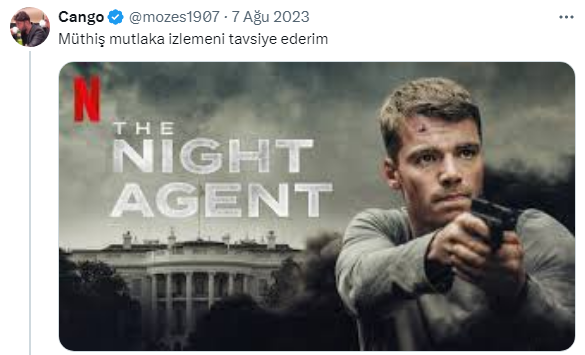 Cango @mozes1907 · 7 Ağu 2023
Müthiş mutlaka izlemeni tavsiye ederim
N
THE
NIGHT
AGENT